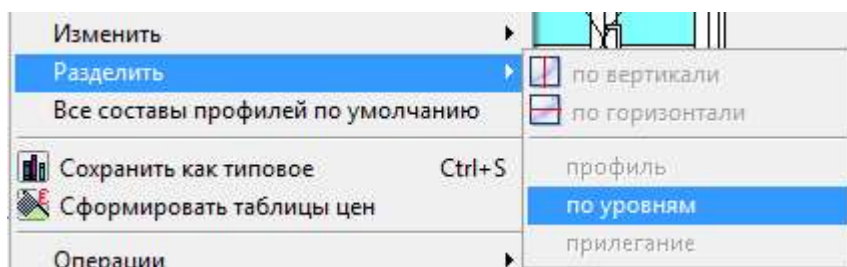 Изменить
Разделить
Все составы профилей по умолчанию
Сохранить как типовое Ctrl+S
Сформировать таблицы цен
Операции
по вертикали
по горизонтали
профиль
по уровням
прилегание